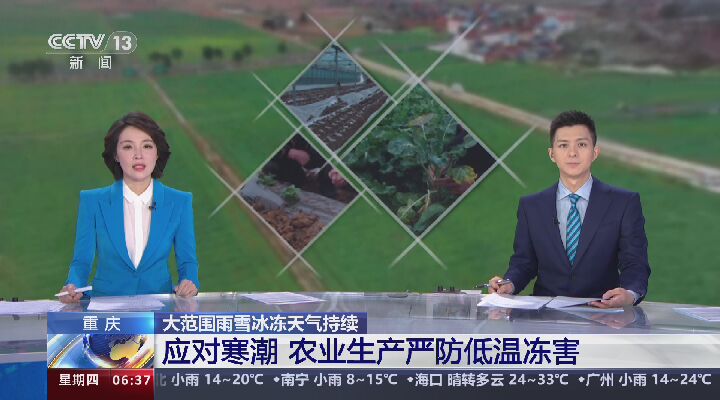 CCTV 13
新闻
重庆
大范围雨雪冰冻天气持续
应对寒潮 农业生产严防低温冻害
星期四 06:37
北 小雨 14~20℃ •南宁 小雨 8~15℃ •海口 晴转多云 24~33℃ •广州 小雨 14~24℃